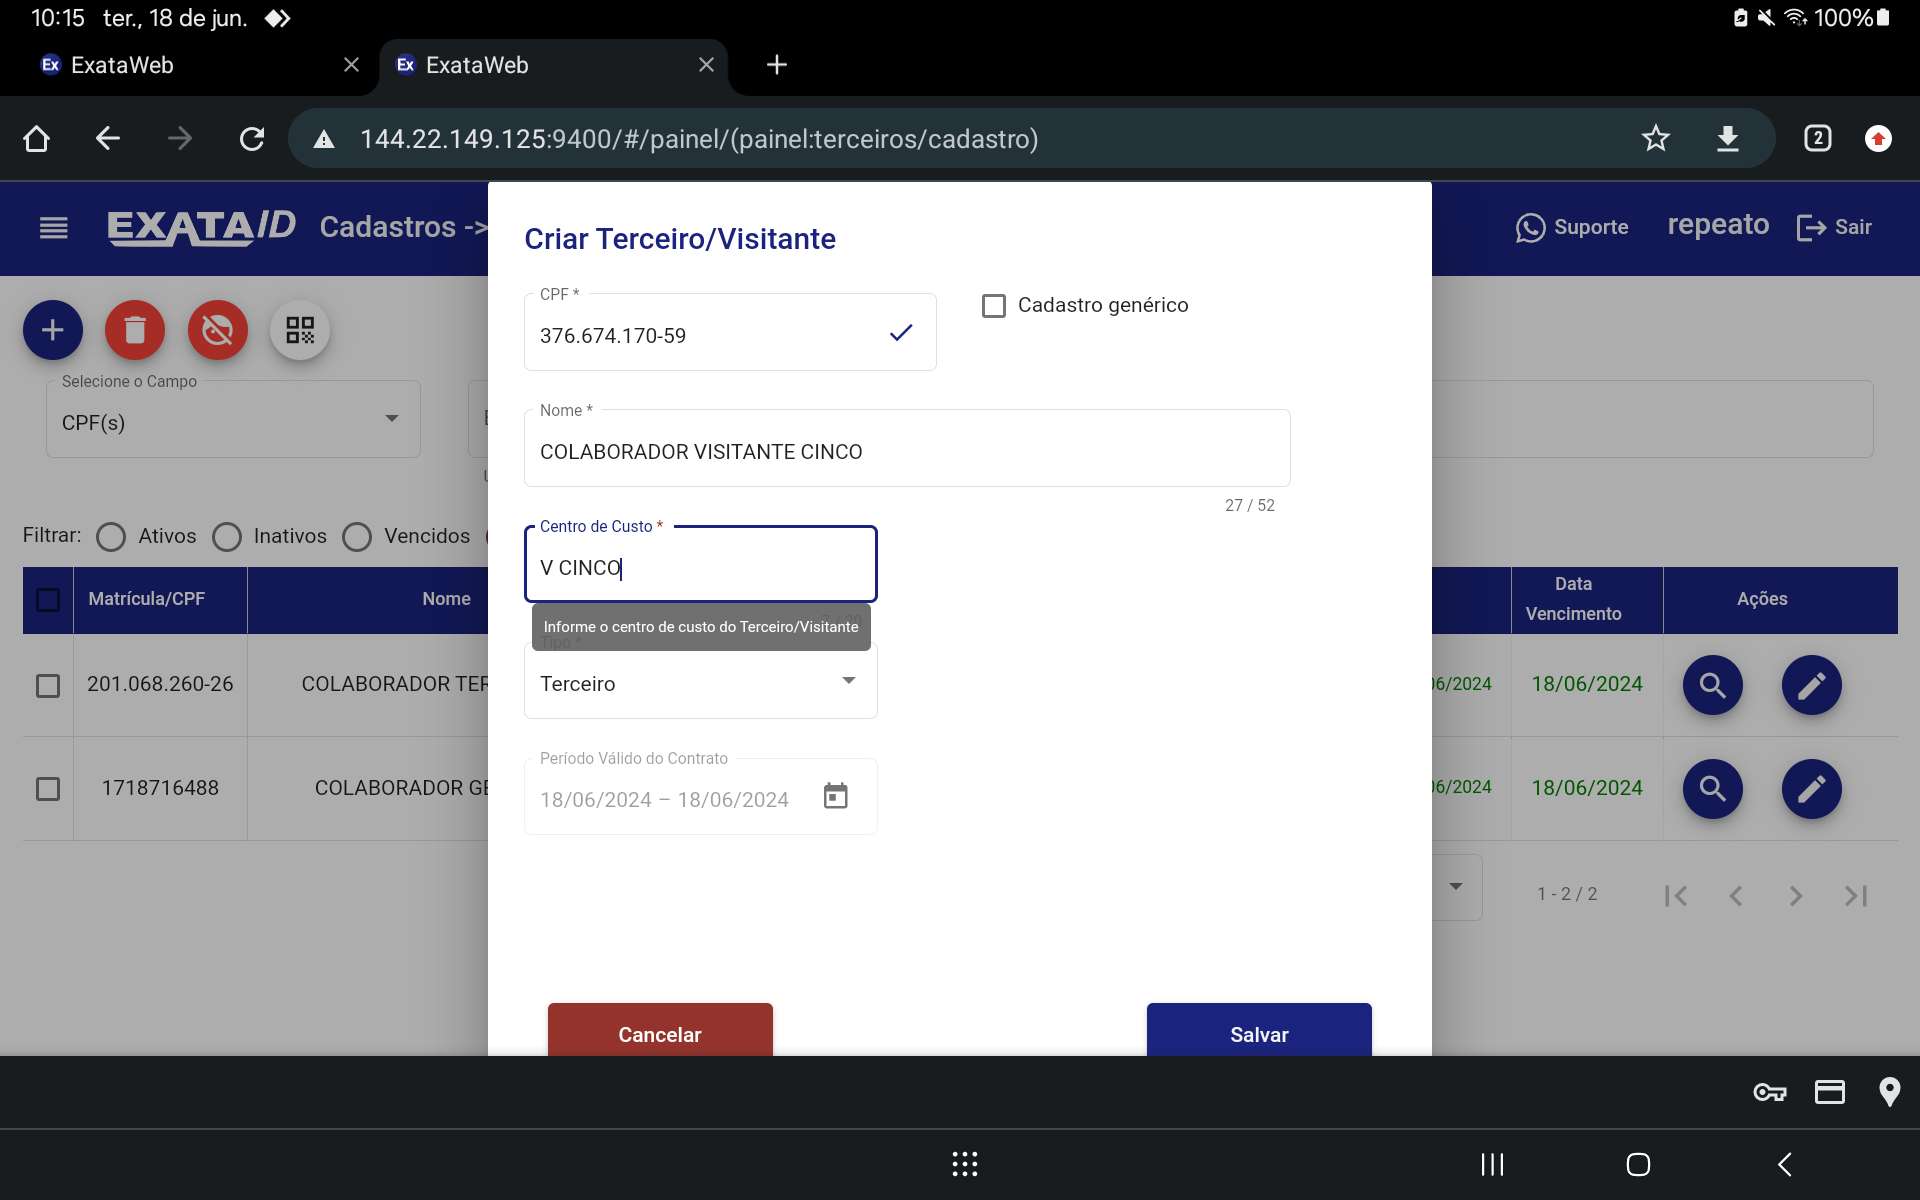 10:15 ter., 18 de jun.
100%
Ex ExataWeb
Ex ExataWeb
144.22.149.125:9400/#/painel/(painel:terceiros/cadastro)
2
EXATA/D Cadastros ->
Suporte repeato Sair
Criar Terceiro/Visitante
CPF *
376.674.170-59
Cadastro genérico
Selecione o Campo
CPF(s)
Nome *
COLABORADOR VISITANTE CINCO
27 / 52
Filtrar: Ativos Inativos Vencidos
Centro de Custo *
V CINCO
Informe o centro de custo do Terceiro/Visitante
Tipo *
Terceiro
Matrícula/CPF Nome
Data Vencimento
Ações
201.068.260-26 COLABORADOR TER
06/2024 18/06/2024
Período Válido do Contrato
18/06/2024 – 18/06/2024
1718716488 COLABORADOR GE
06/2024 18/06/2024
1 - 2 / 2
Cancelar
Salvar